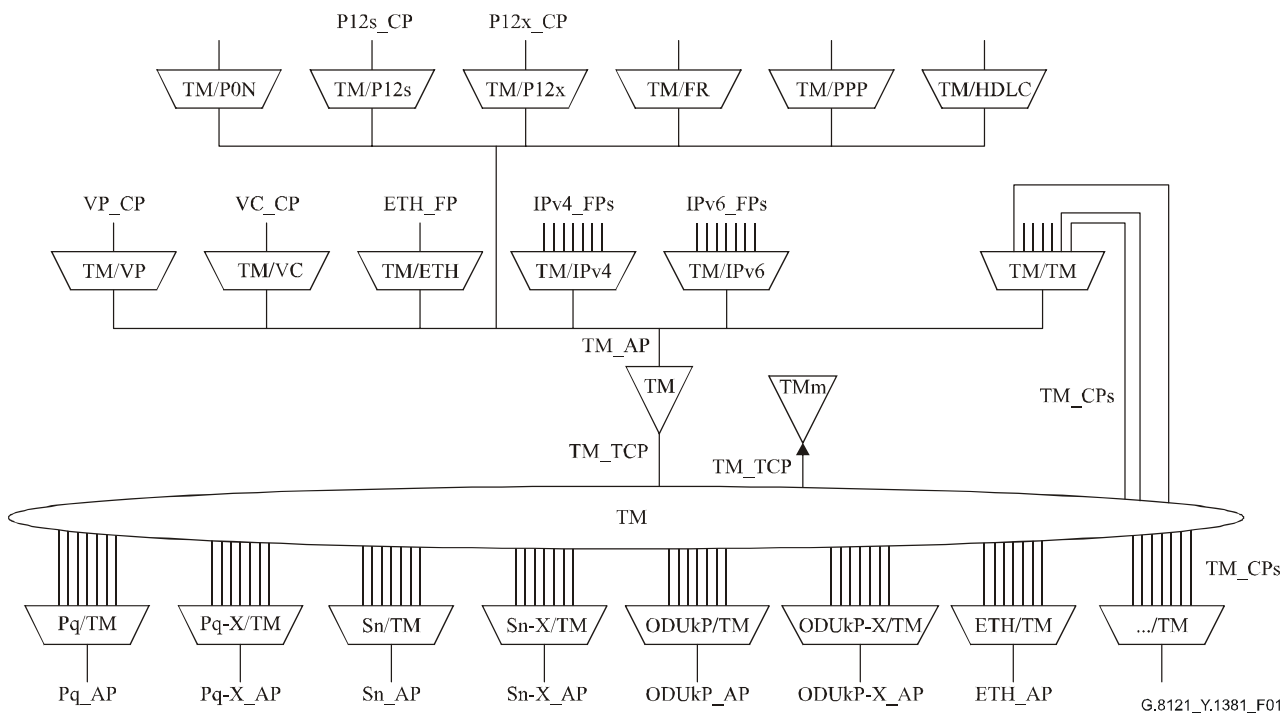 P12s_CP P12x_CP
TM/P0N TM/P12s TM/P12x TM/FR TM/PPP TM/HDLC
VP_CP VC_CP ETH_FP IPv4_FPs IPv6_FPs
TM/VP TM/VC TM/ETH TM/IPv4 TM/IPv6 TM/TM
TM_AP
TM TMm
TM_CPs
TM_TCP TM_TCP
TM
TM_CPs
Pq/TM Pq-X/TM Sn/TM Sn-X/TM ODUkP/TM ODUkP-X/TM ETH/TM .../TM
Pq_AP Pq-X_AP Sn_AP Sn-X_AP ODUkP_AP ODUkP-X_AP ETH_AP
G.8121_Y.1381_F01